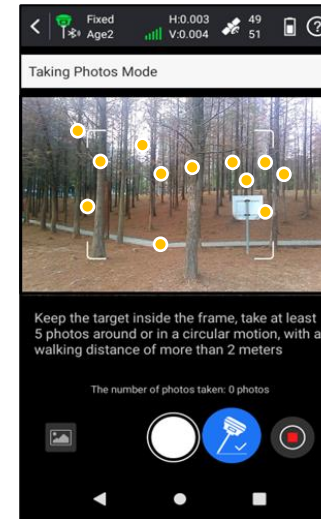 Fixed H:0.003 49
Age2 V:0.004 51
Taking Photos Mode
Keep the target inside the frame, take at least
5 photos around or in a circular motion, with a
walking distance of more than 2 meters
The number of photos taken: 0 photos